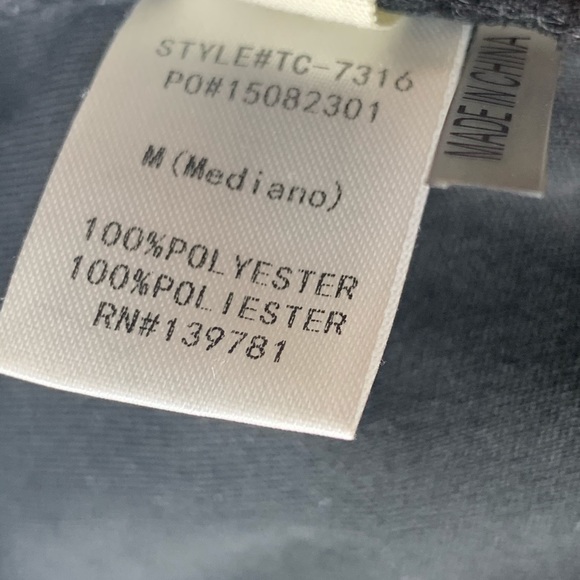 STYLE#TC-7316
PO#15082301
M(Mediano)
100%POLYESTER
100%POLIESTER
RN#139781
MADE IN CHINA